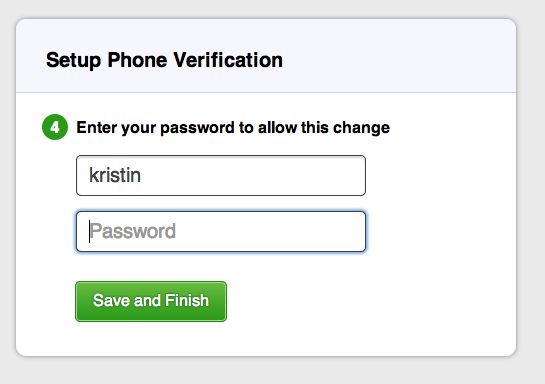 Setup Phone Verification
4 Enter your password to allow this change
kristin
Password
Save and Finish